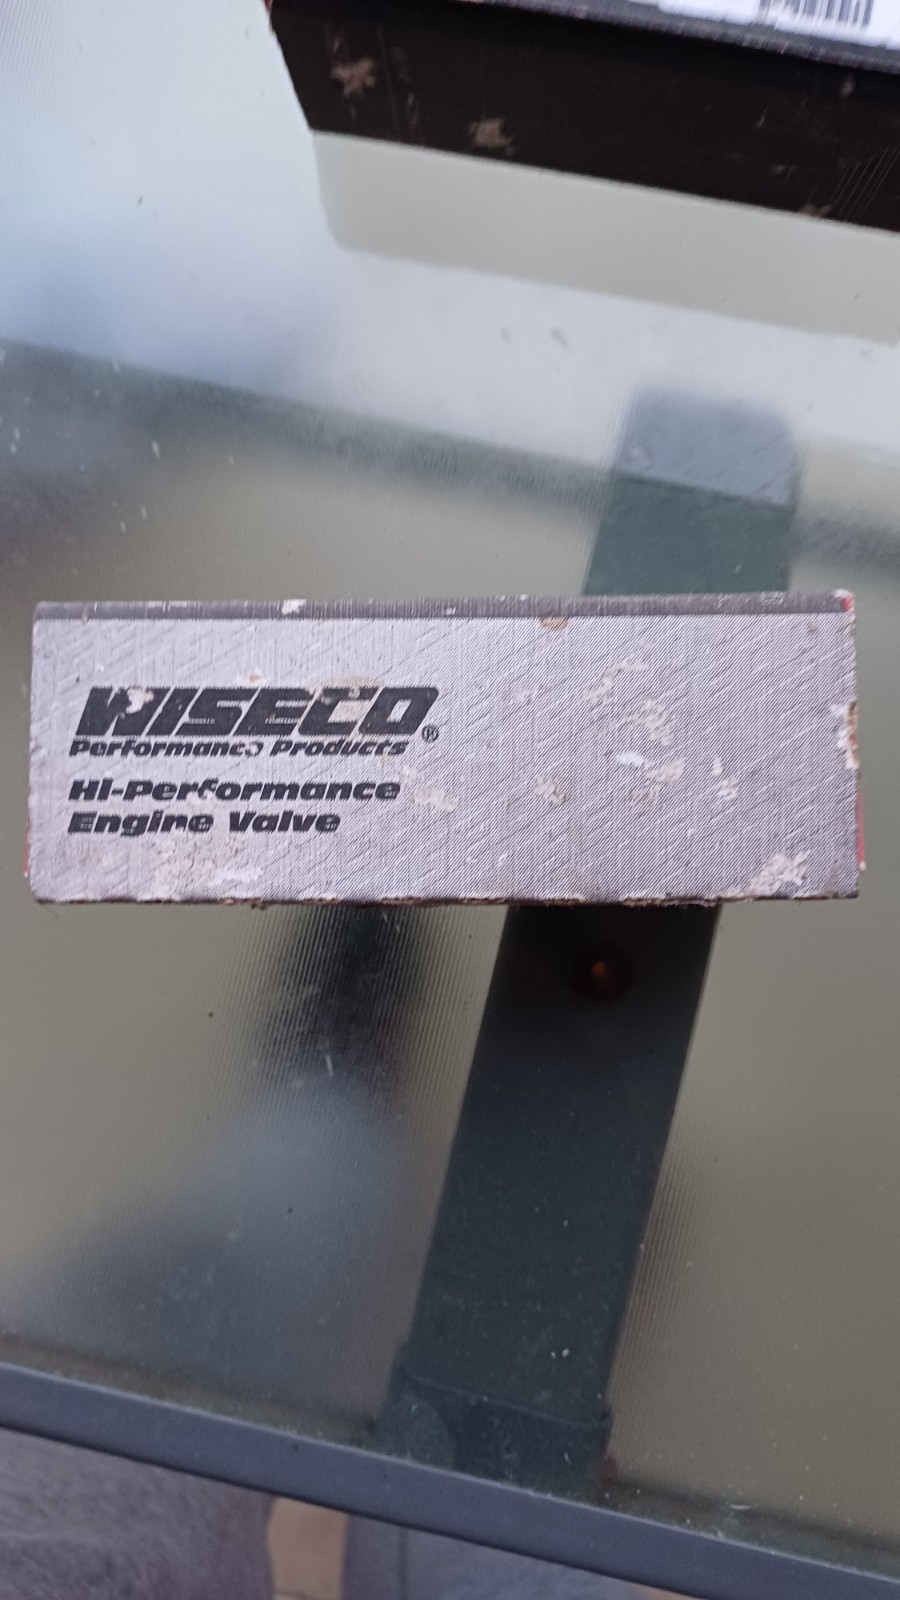 WISECO®
Performance Products
Hi-Performance
Engine Valve